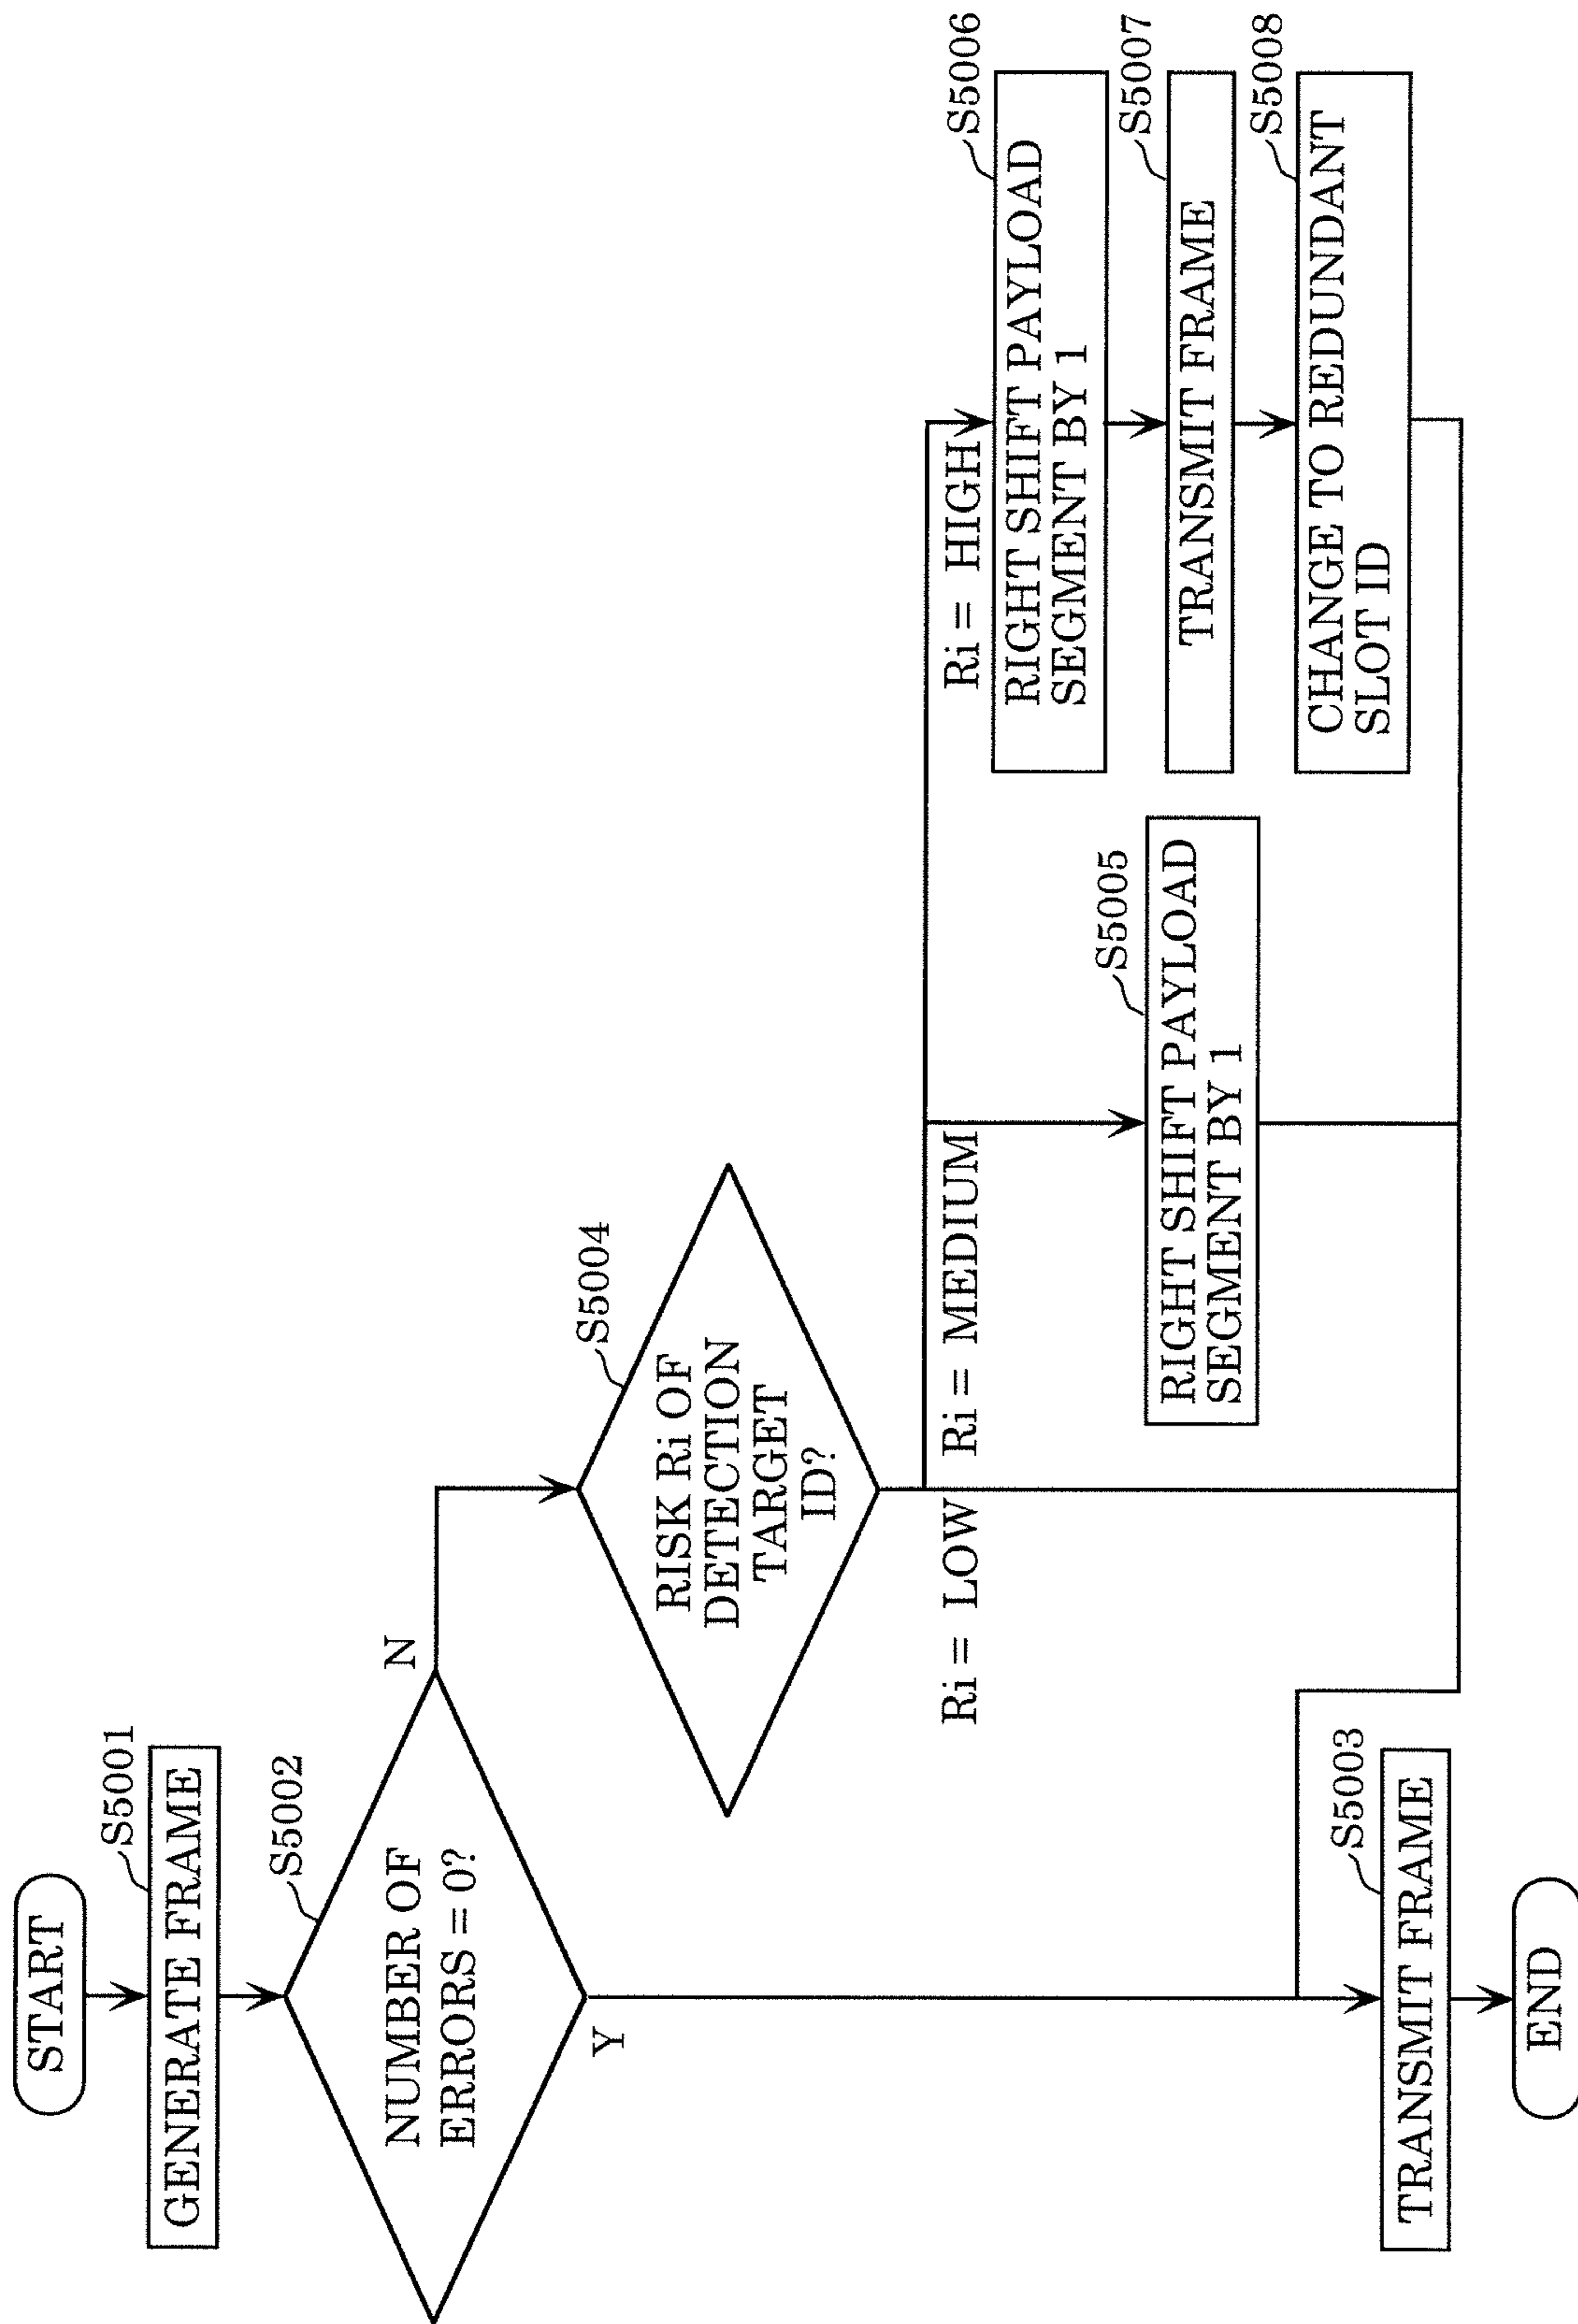 START
S5001
GENERATE FRAME
S5002
NUMBER OF
ERRORS = 0?
N
Y
S5004
RISK Ri OF
DETECTION
TARGET
ID?
Ri = LOW
Ri = MEDIUM
Ri = HIGH
S5005
RIGHT SHIFT PAYLOAD
SEGMENT BY 1
S5006
RIGHT SHIFT PAYLOAD
SEGMENT BY 1
S5007
TRANSMIT FRAME
S5008
CHANGE TO REDUNDANT
SLOT ID
S5003
TRANSMIT FRAME
END